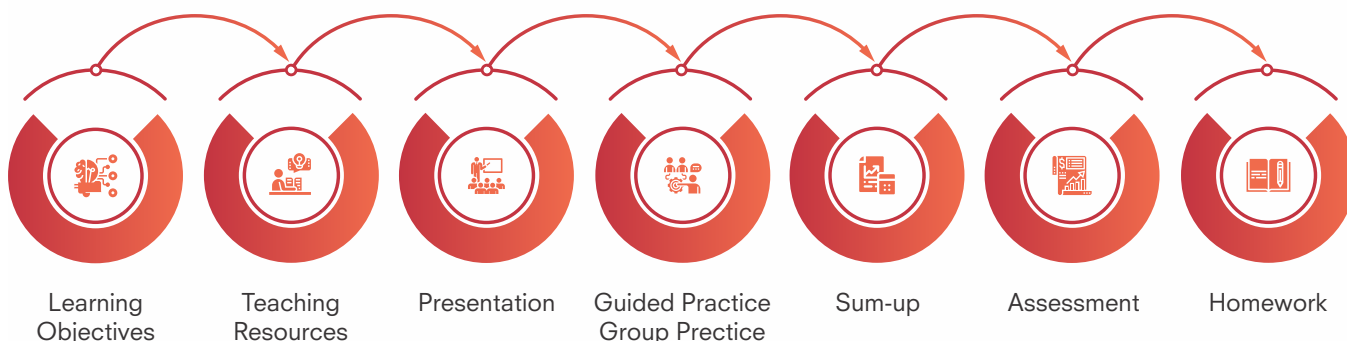 Learning
Objectives
Teaching
Resources
Presentation
Guided Practice
Group Prectice
Sum-up
Assessment
Homework